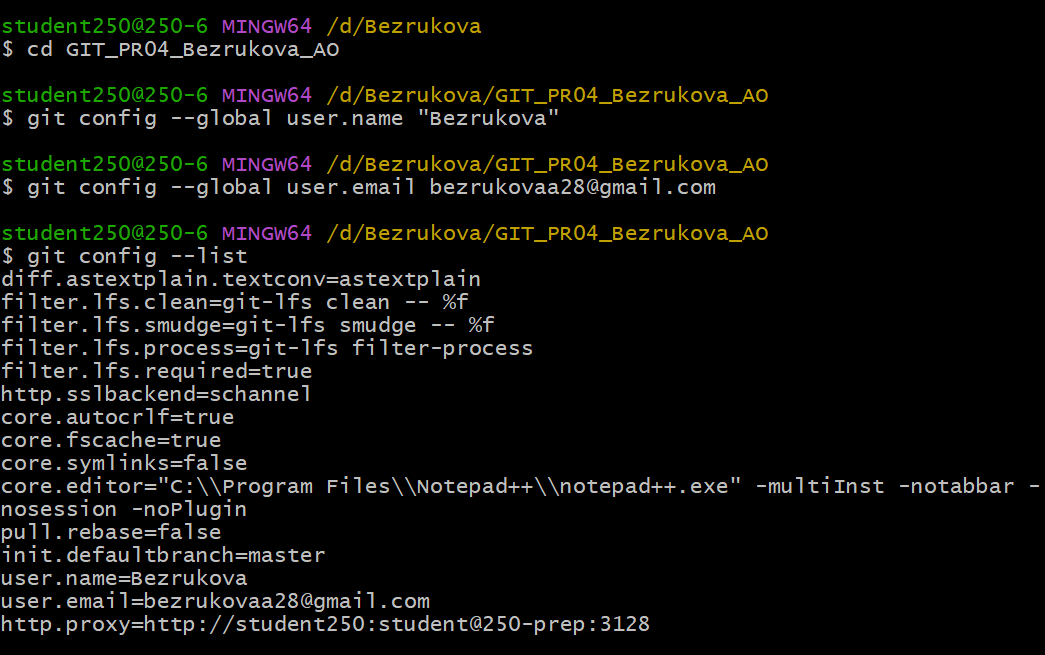 student250@250-6 MINGW64 /d/Bezrukova
$ cd GIT_PR04_Bezrukova_AO
student250@250-6 MINGW64 /d/Bezrukova/GIT_PR04_Bezrukova_AO
$ git config --global user.name "Bezrukova"
student250@250-6 MINGW64 /d/Bezrukova/GIT_PR04_Bezrukova_AO
$ git config --global user.email bezrukovaa28@gmail.com
student250@250-6 MINGW64 /d/Bezrukova/GIT_PR04_Bezrukova_AO
$ git config --list
diff.astextplain.textconv=astextplain
filter.lfs.clean=git-lfs clean -- %f
filter.lfs.smudge=git-lfs smudge -- %f
filter.lfs.process=git-lfs filter-process
filter.lfs.required=true
http.sslbackend=schannel
core.autocrlf=true
core.fscache=true
core.symlinks=false
core.editor="C:\\Program Files\\Notepad++\\notepad++.exe" -multiInst -notabbar -
nosession -noPlugin
pull.rebase=false
init.defaultbranch=master
user.name=Bezrukova
user.email=bezrukovaa28@gmail.com
http.proxy=http://student250:student@250-prep:3128